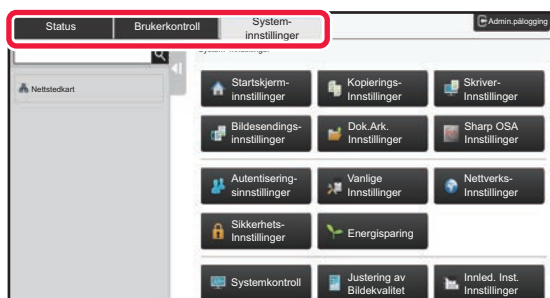 Status
Brukerkontroll
System-
innstillinger
Admin.pålogging
Nettstedkart
Startskjerm-
innstillinger
Kopierings-
Innstillinger
Skriver-
Innstillinger
Bildesendings-
innstillinger
Dok.Ark.
Innstillinger
Sharp OSA
Innstillinger
Autentisering-
sinnstillinger
Vanlige
Innstillinger
Nettverks-
Innstillinger
Sikkerhets-
Innstillinger
Energisparing
Systemkontroll
Justering av
Bildekvalitet
Innled. Inst.
Innstillinger